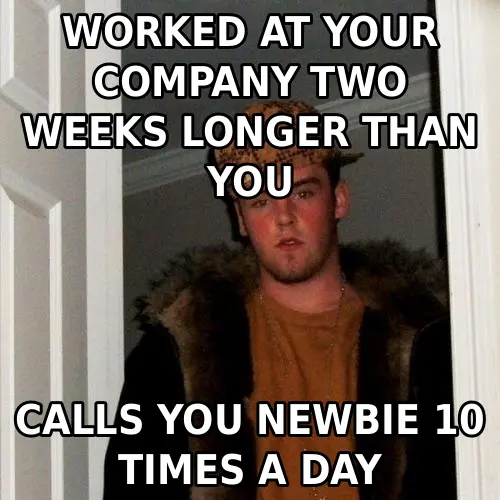 WORKED AT YOUR
COMPANY TWO
WEEKS LONGER THAN
YOU
CALLS YOU NEWBIE 10
TIMES A DAY